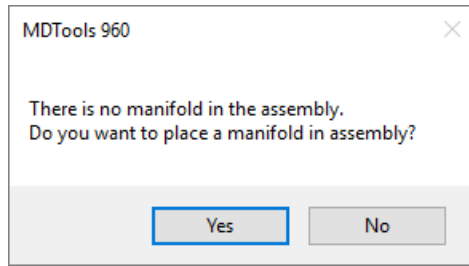 MDTools 960
There is no manifold in the assembly.
Do you want to place a manifold in assembly?
Yes
No